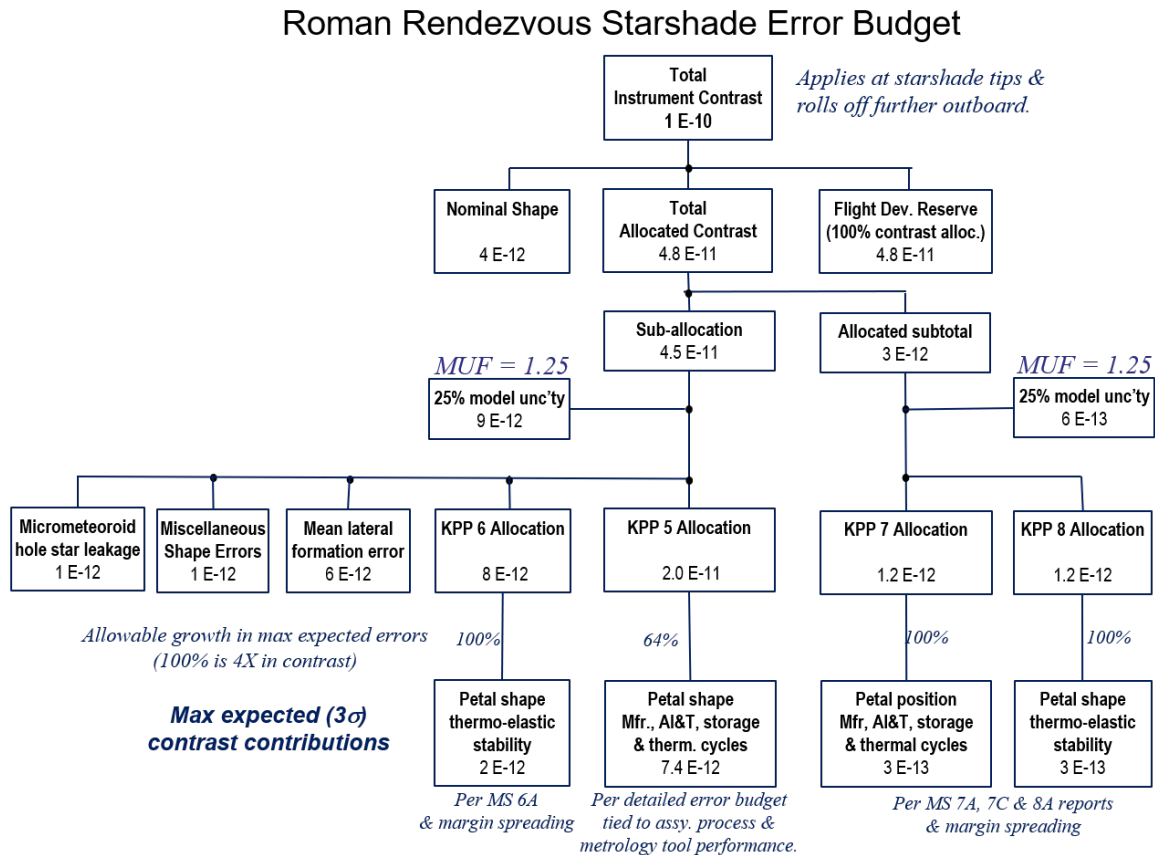 Roman Rendezvous Starshade Error Budget
Total
Instrument Contrast
1 E-10
Applies at starshade tips &
rolls off further outboard.
Nominal Shape
4 E-12
Total
Allocated Contrast
4.8 E-11
Flight Dev. Reserve
(100% contrast alloc.)
4.8 E-11
Sub-allocation
4.5 E-11
Allocated subtotal
3 E-12
MUF = 1.25
25% model unc'ty
9 E-12
MUF = 1.25
25% model unc'ty
6 E-13
Micrometeoroid
hole star leakage
1 E-12
Miscellaneous
Shape Errors
1 E-12
Mean lateral
formation error
6 E-12
KPP 6 Allocation
8 E-12
KPP 5 Allocation
2.0 E-11
KPP 7 Allocation
1.2 E-12
KPP 8 Allocation
1.2 E-12
Allowable growth in max expected errors
(100% is 4X in contrast)
100%
64%
100%
100%
Max expected (3σ)
contrast contributions
Petal shape
thermo-elastic
stability
2 E-12
Petal shape
Mfr., AI&T, storage
& therm. cycles
7.4 E-12
Petal position
Mfr, AI&T, storage
& thermal cycles
3 E-13
Petal shape
thermo-elastic
stability
3 E-13
Per MS 6A
& margin spreading
Per detailed error budget
tied to assy. process &
metrology tool performance.
Per MS 7A, 7C & 8A reports
& margin spreading